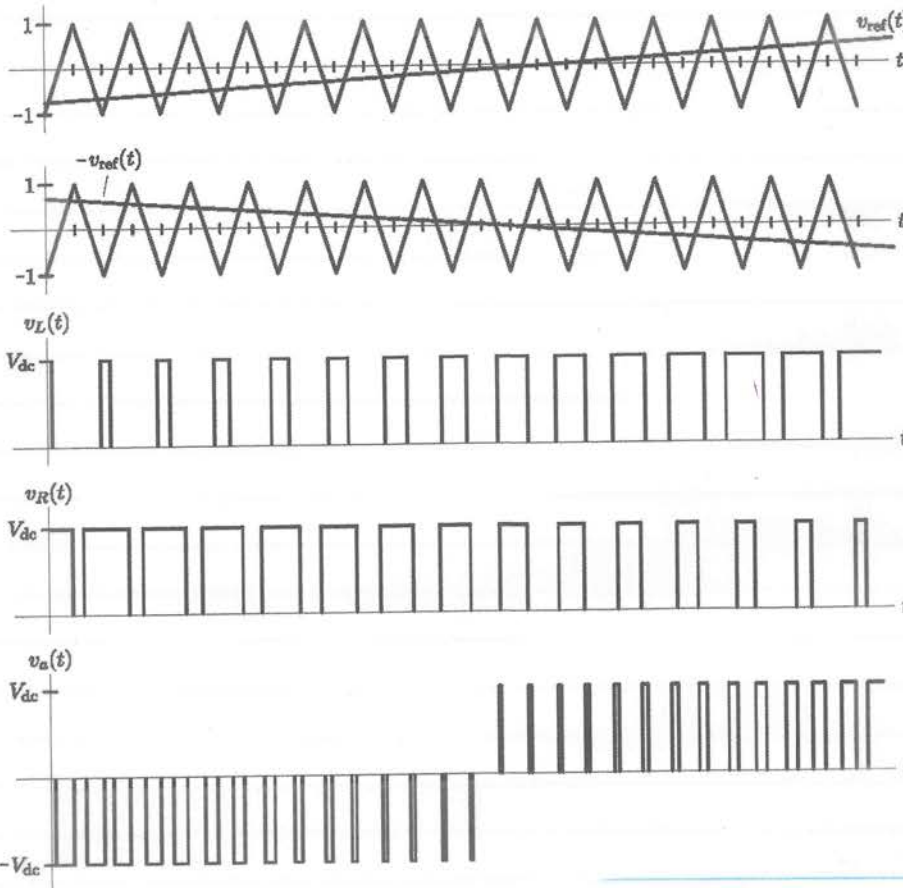 1
v_ref(t)
t
-1
-v_ref(t)
1
t
-1
v_L(t)
V_dc
t
v_R(t)
V_dc
t
v_a(t)
V_dc
-V_dc